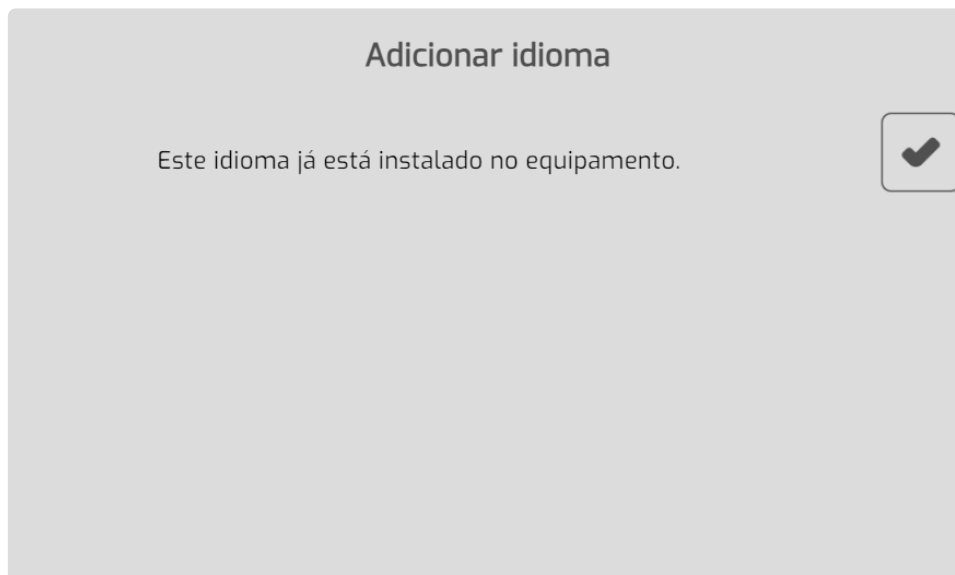 Adicionar idioma
Este idioma já está instalado no equipamento.